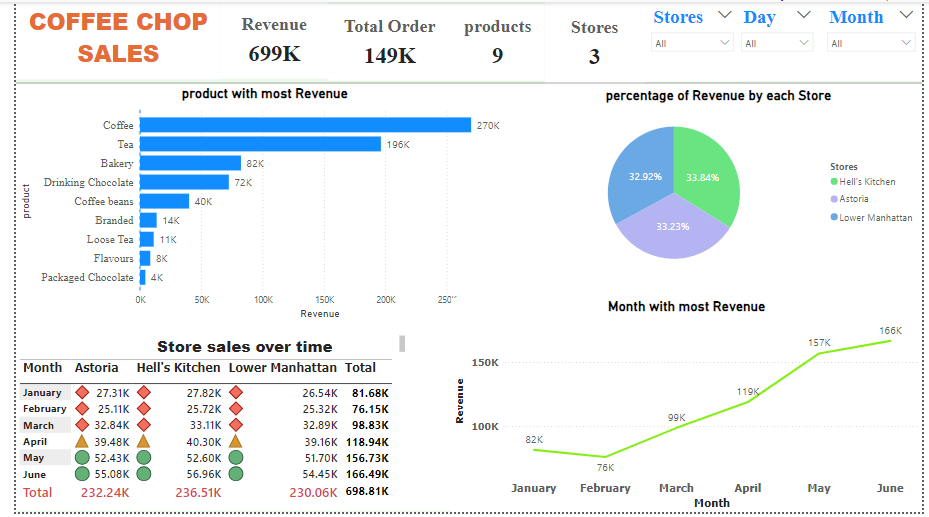 COFFEE CHOP
SALES
Revenue
699K
Total Order
149K
products
9
Stores
3
Stores
All
Day
All
Month
All
product with most Revenue
product
Coffee 270K
Tea 196K
Bakery 82K
Drinking Chocolate 72K
Coffee beans 40K
Branded 14K
Loose Tea 11K
Flavours 8K
Packaged Chocolate 4K
0K 50K 100K 150K 200K 250
Revenue
percentage of Revenue by each Store
32.92% 33.84%
33.23%
Stores
Hell's Kitchen
Astoria
Lower Manhattan
Store sales over time
Month Astoria Hell's Kitchen Lower Manhattan Total
January 27.31K 27.82K 26.54K 81.68K
February 25.11K 25.72K 25.32K 76.15K
March 32.84K 33.11K 32.89K 98.83K
April 39.48K 40.30K 39.16K 118.94K
May 52.43K 52.60K 51.70K 156.73K
June 55.08K 56.96K 54.45K 166.49K
Total 232.24K 236.51K 230.06K 698.81K
Month with most Revenue
Revenue
150K
100K
82K 76K 99K 119K 157K 166K
January February March April May June
Month